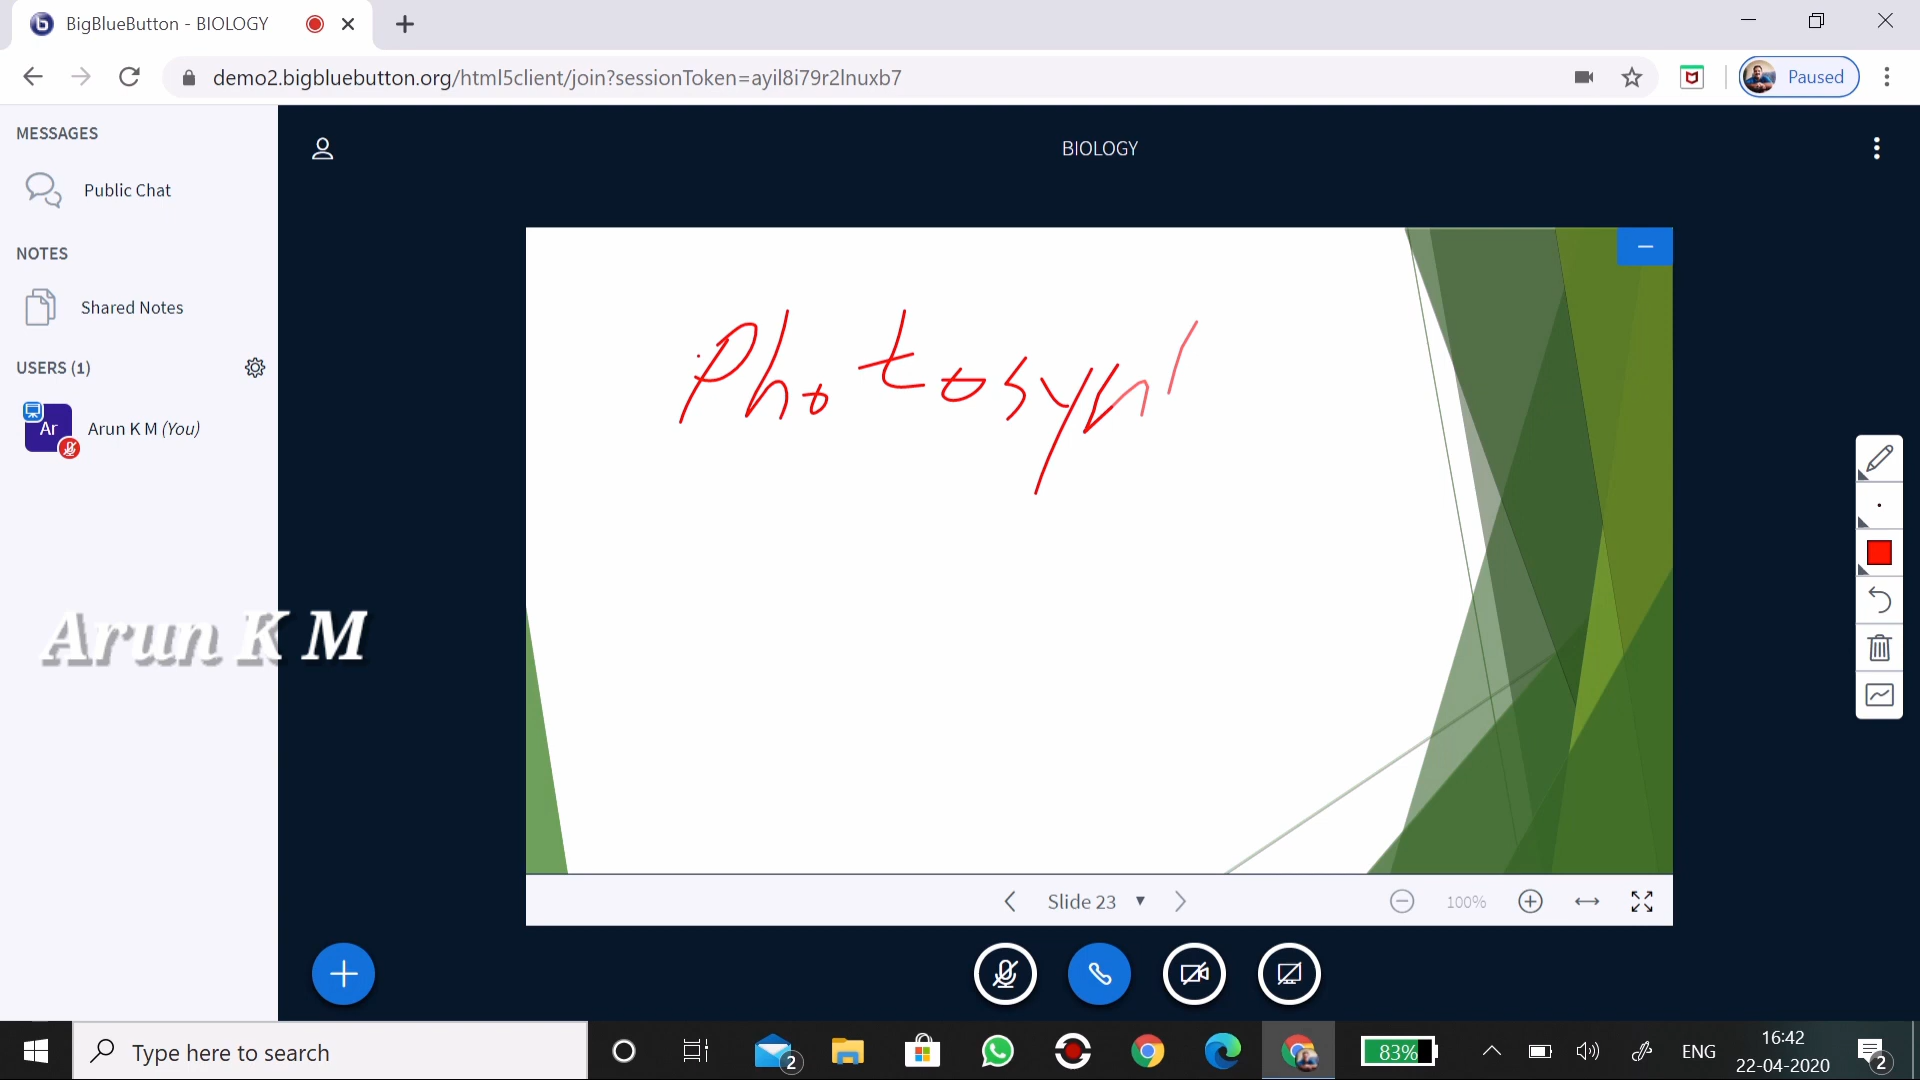 BigBlueButton - BIOLOGY
demo2.bigbluebutton.org/html5client/join?sessionToken=ayil8i79r2lnuxb7
Paused
MESSAGES
Public Chat
NOTES
Shared Notes
USERS (1)
Ar
Arun K M (You)
BIOLOGY
Photosyn
Arun K M
Slide 23
100%
Type here to search
2
83%
ENG
16:42
22-04-2020
2